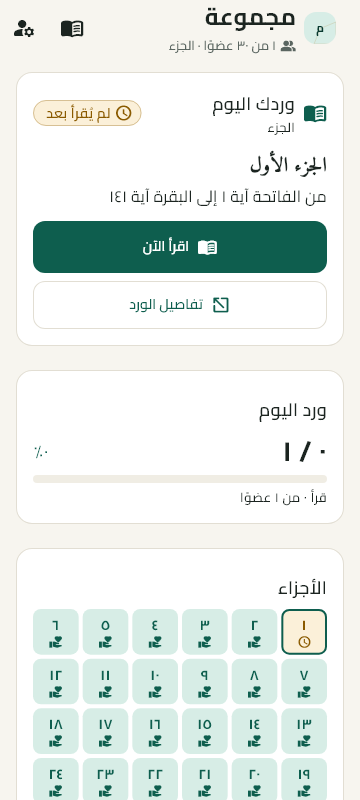 م
مجموعة
١ من ٣٠ عضوًا · الجزء
وردك اليوم
الجزء
لم يُقرأ بعد
الجزء الأول
من الفاتحة آية ١ إلى البقرة آية ١٤١
اقرأ الآن
تفاصيل الورد
ورد اليوم
٠ / ١
٠٪
قرأ ٠ من ١ عضوًا
الأجزاء
١ ٢ ٣ ٤ ٥ ٦
٧ ٨ ٩ ١٠ ١١ ١٢
١٣ ١٤ ١٥ ١٦ ١٧ ١٨
١٩ ٢٠ ٢١ ٢٢ ٢٣ ٢٤